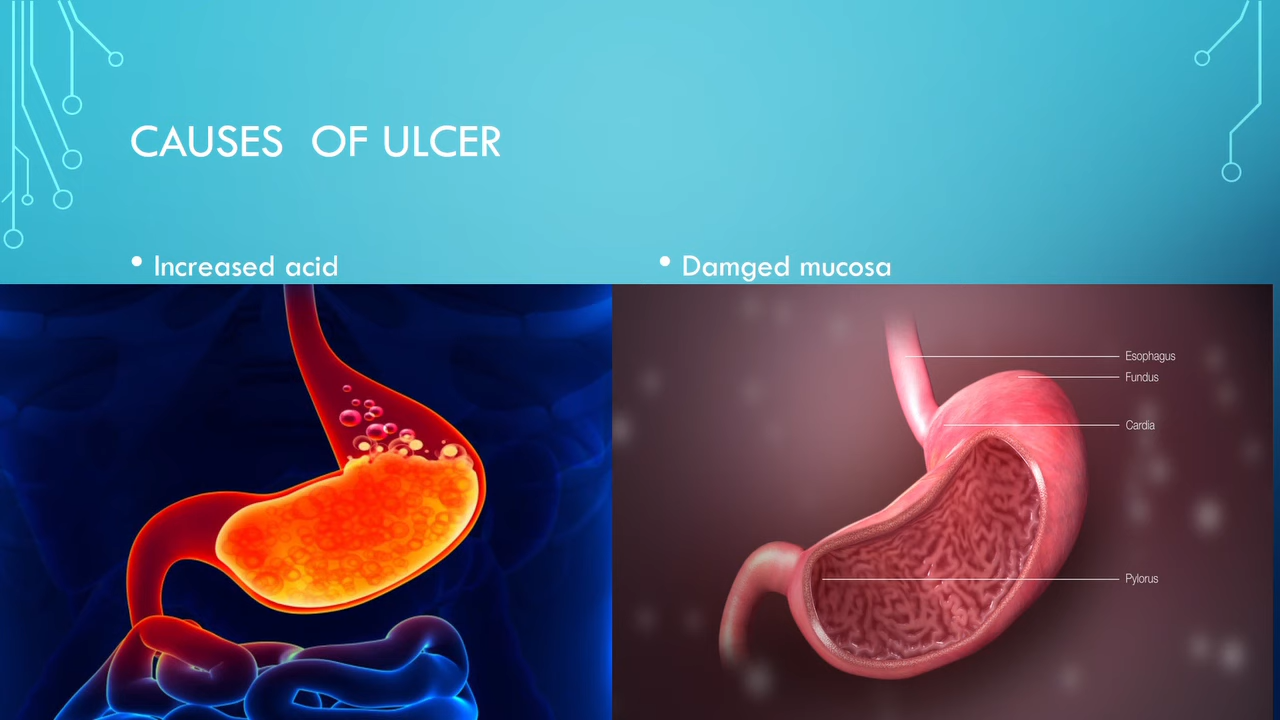 CAUSES  OF ULCER
• Increased acid
• Damged mucosa
Esophagus
Fundus
Cardia
Pylorus